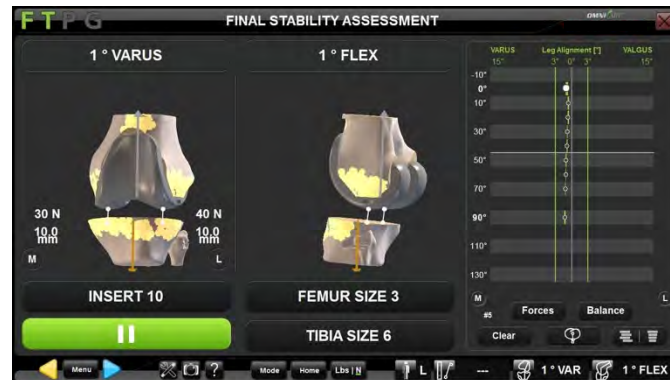 F T P G
FINAL STABILITY ASSESSMENT
OMNI
1 ° VARUS
1 ° FLEX
VARUS Leg Alignment [°] VALGUS
15° 3° 0° 3° 15°
-10°
0°
10°
30°
50°
70°
90°
110°
130°
30 N
10.0
mm
M
40 N
10.0
mm
L
INSERT 10
FEMUR SIZE 3
TIBIA SIZE 6
M
L
#5
Forces
Balance
Clear
Menu
?
Mode
Home
Lbs | N
L
---
1 ° VAR
1 ° FLEX